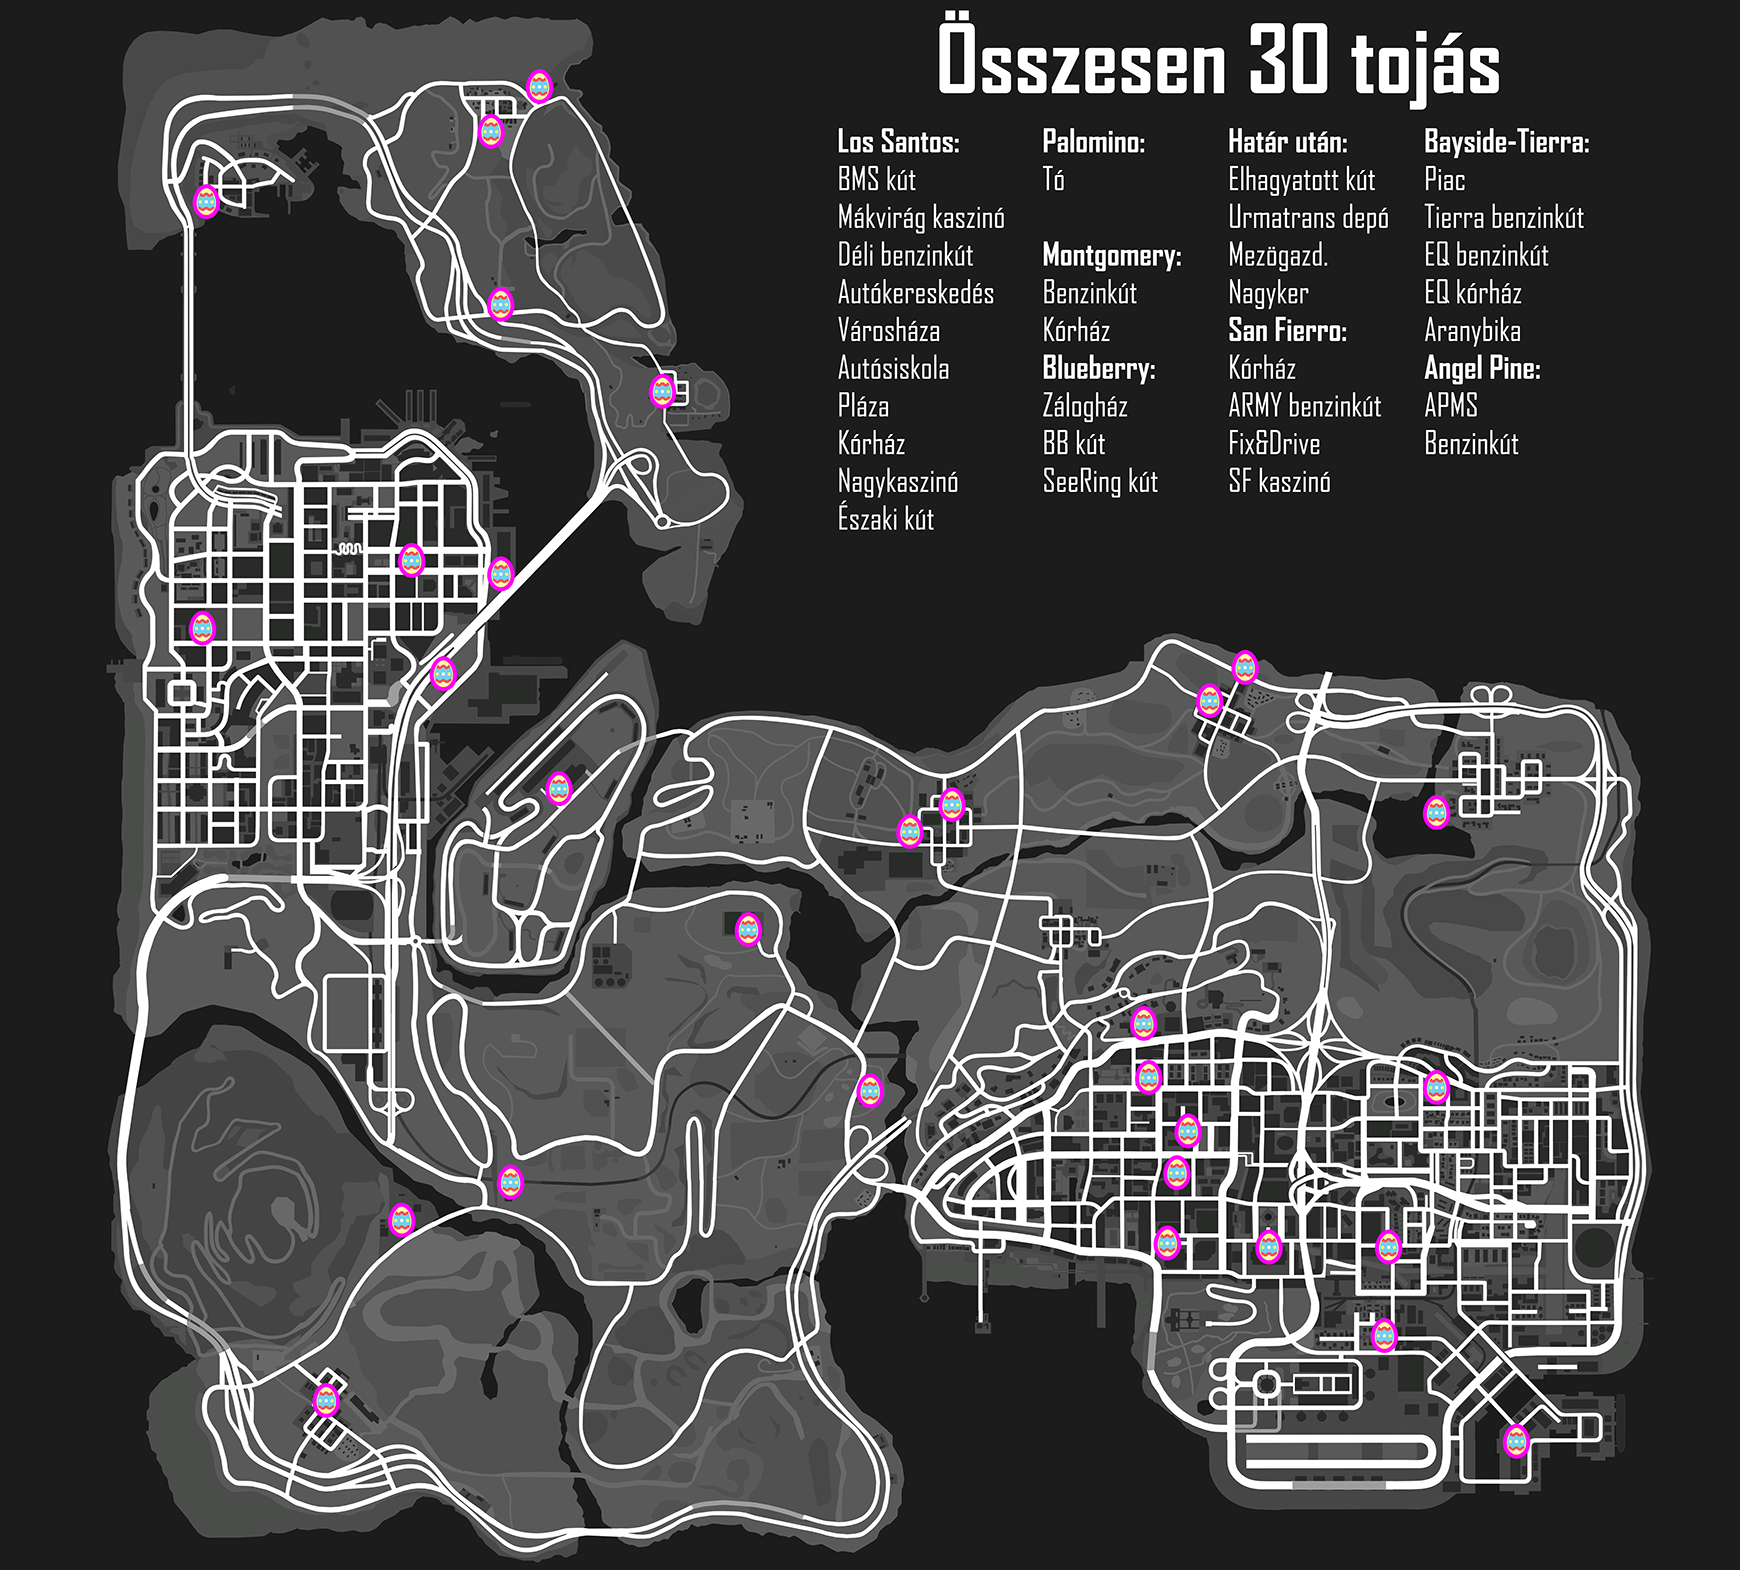 Összesen 30 tojás
Los Santos:
BMS kút
Mákvirág kaszinó
Déli benzinkút
Autókereskedés
Városháza
Autósiskola
Pláza
Kórház
Nagykaszinó
Északi kút
Palomino:
Tó
Montgomery:
Benzinkút
Kórház
Blueberry:
Zálogház
BB kút
SeeRing kút
Határ után:
Elhagyatott kút
Urmatrans depó
Mezögazd.
Nagyker
San Fierro:
Kórház
ARMY benzinkút
Fix&Drive
SF kaszinó
Bayside-Tierra:
Piac
Tierra benzinkút
EQ benzinkút
EQ kórház
Aranybika
Angel Pine:
APMS
Benzinkút